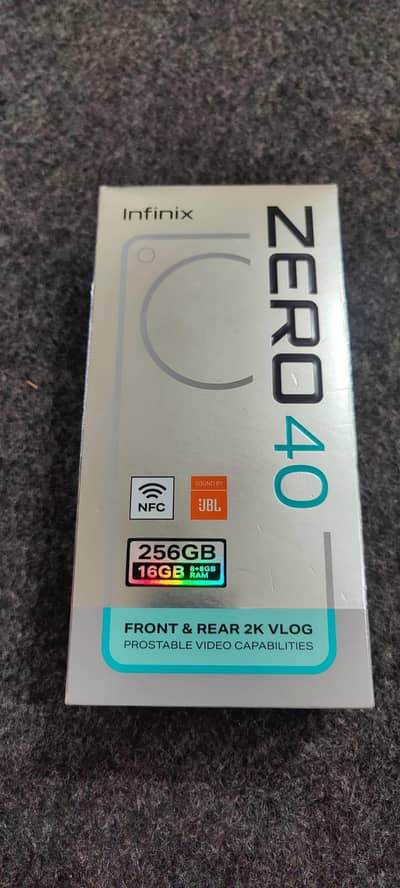 Infinix
ZERO 40
NFC
SOUND BY
JBL
256GB
16GB 8+8GB
RAM
FRONT & REAR 2K VLOG
PROSTABLE VIDEO CAPABILITIES